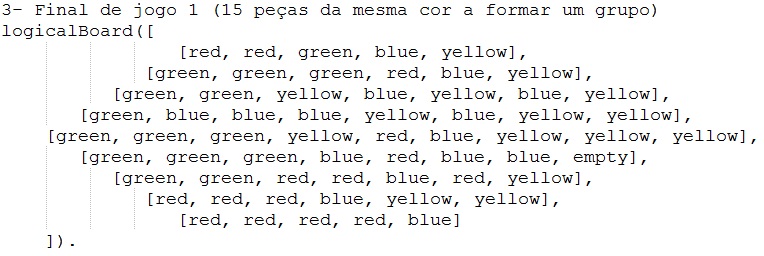 3- Final de jogo 1 (15 peças da mesma cor a formar um grupo)
logicalBoard([
[red, red, green, blue, yellow],
[green, green, green, red, blue, yellow],
[green, green, yellow, blue, yellow, blue, yellow],
[green, blue, blue, blue, yellow, blue, yellow, yellow],
[green, green, green, yellow, red, blue, yellow, yellow, yellow],
[green, green, green, blue, red, blue, blue, empty],
[green, green, red, red, blue, red, yellow],
[red, red, red, blue, yellow, yellow],
[red, red, red, red, blue]
]).